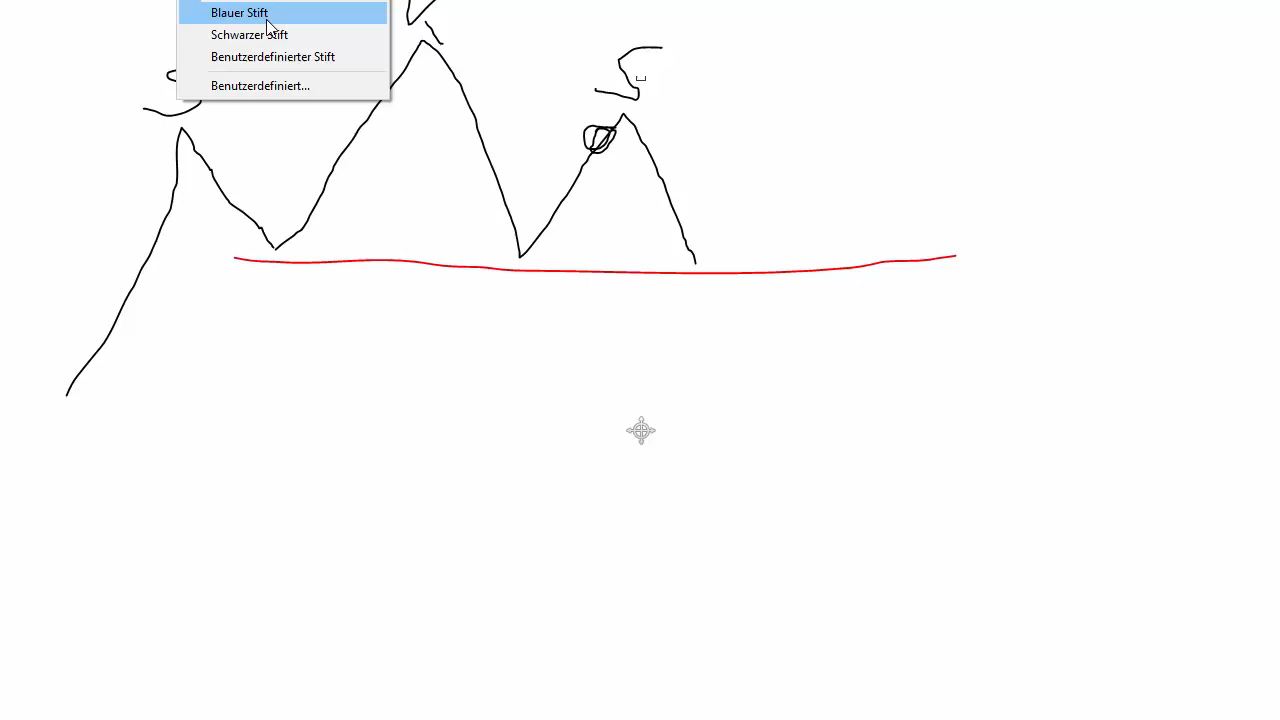 Blauer Stift
Schwarzer Stift
Benutzerdefinierter Stift
Benutzerdefiniert...
S